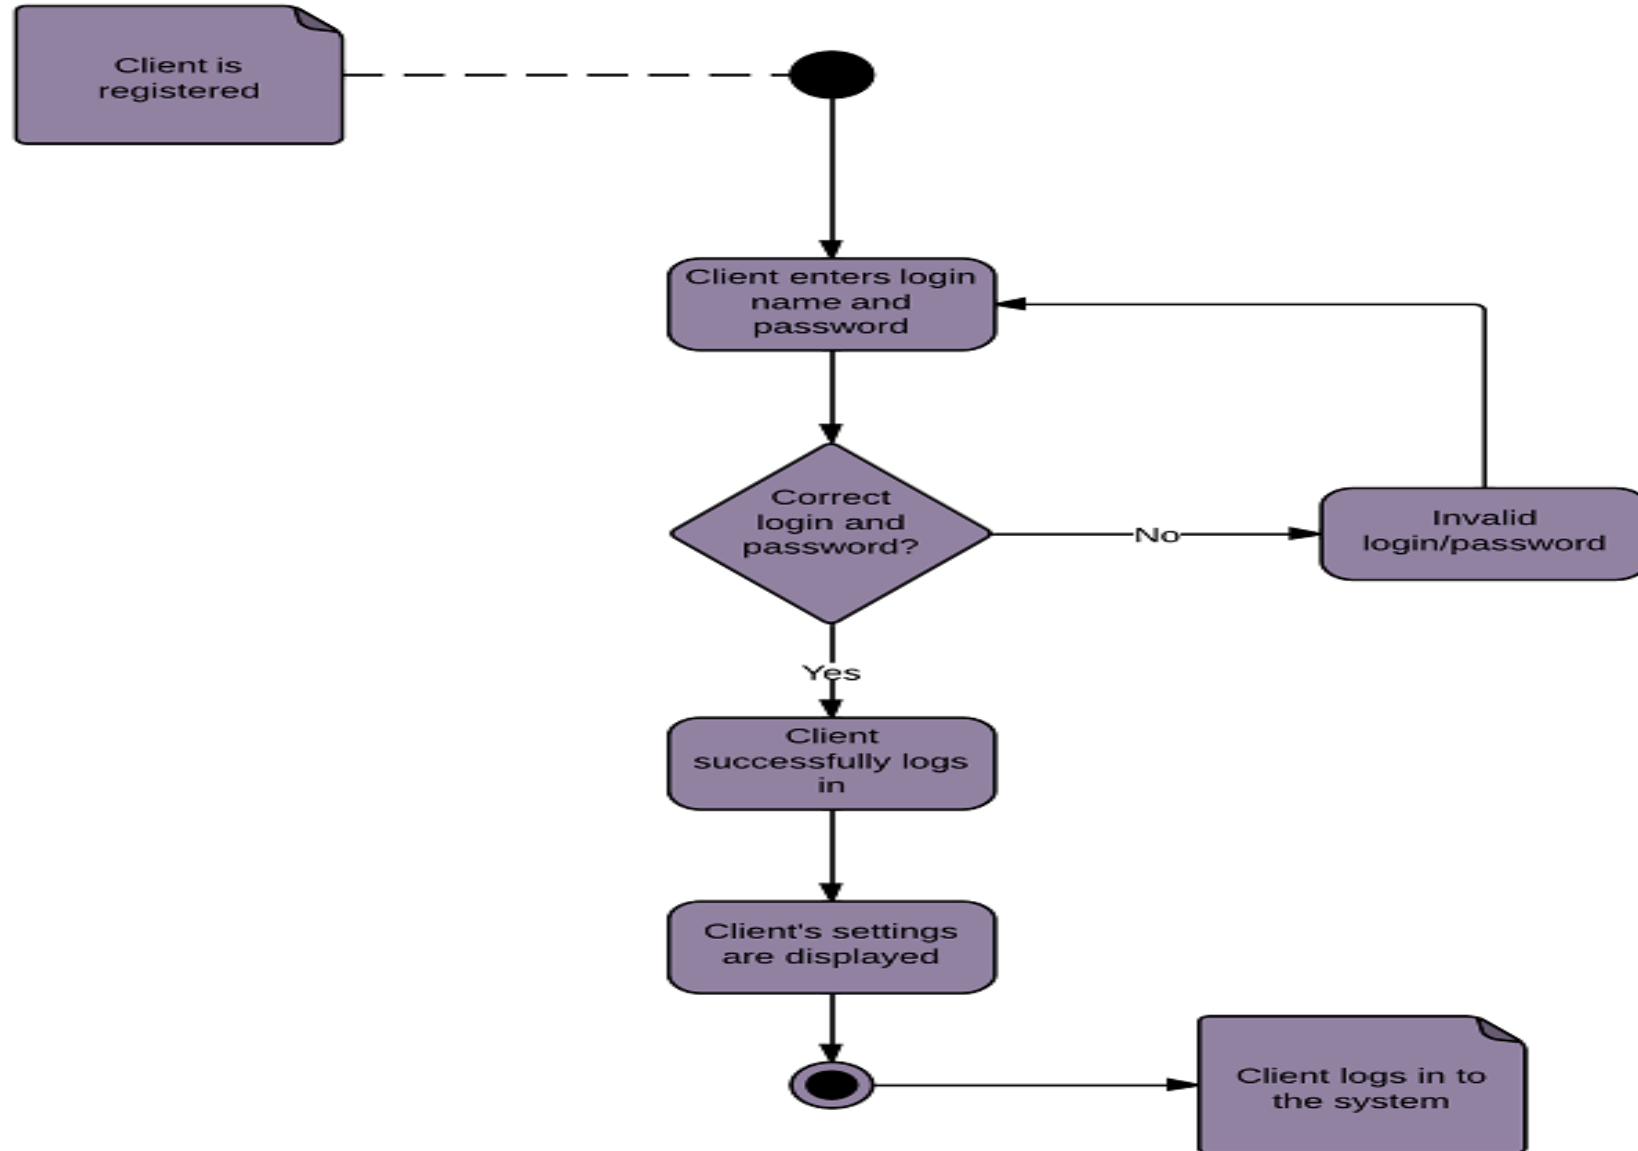 Client is
registered
Client enters login
name and
password
Correct
login and
password?
No
Invalid
login/password
Yes
Client
successfully logs
in
Client's settings
are displayed
Client logs in to
the system